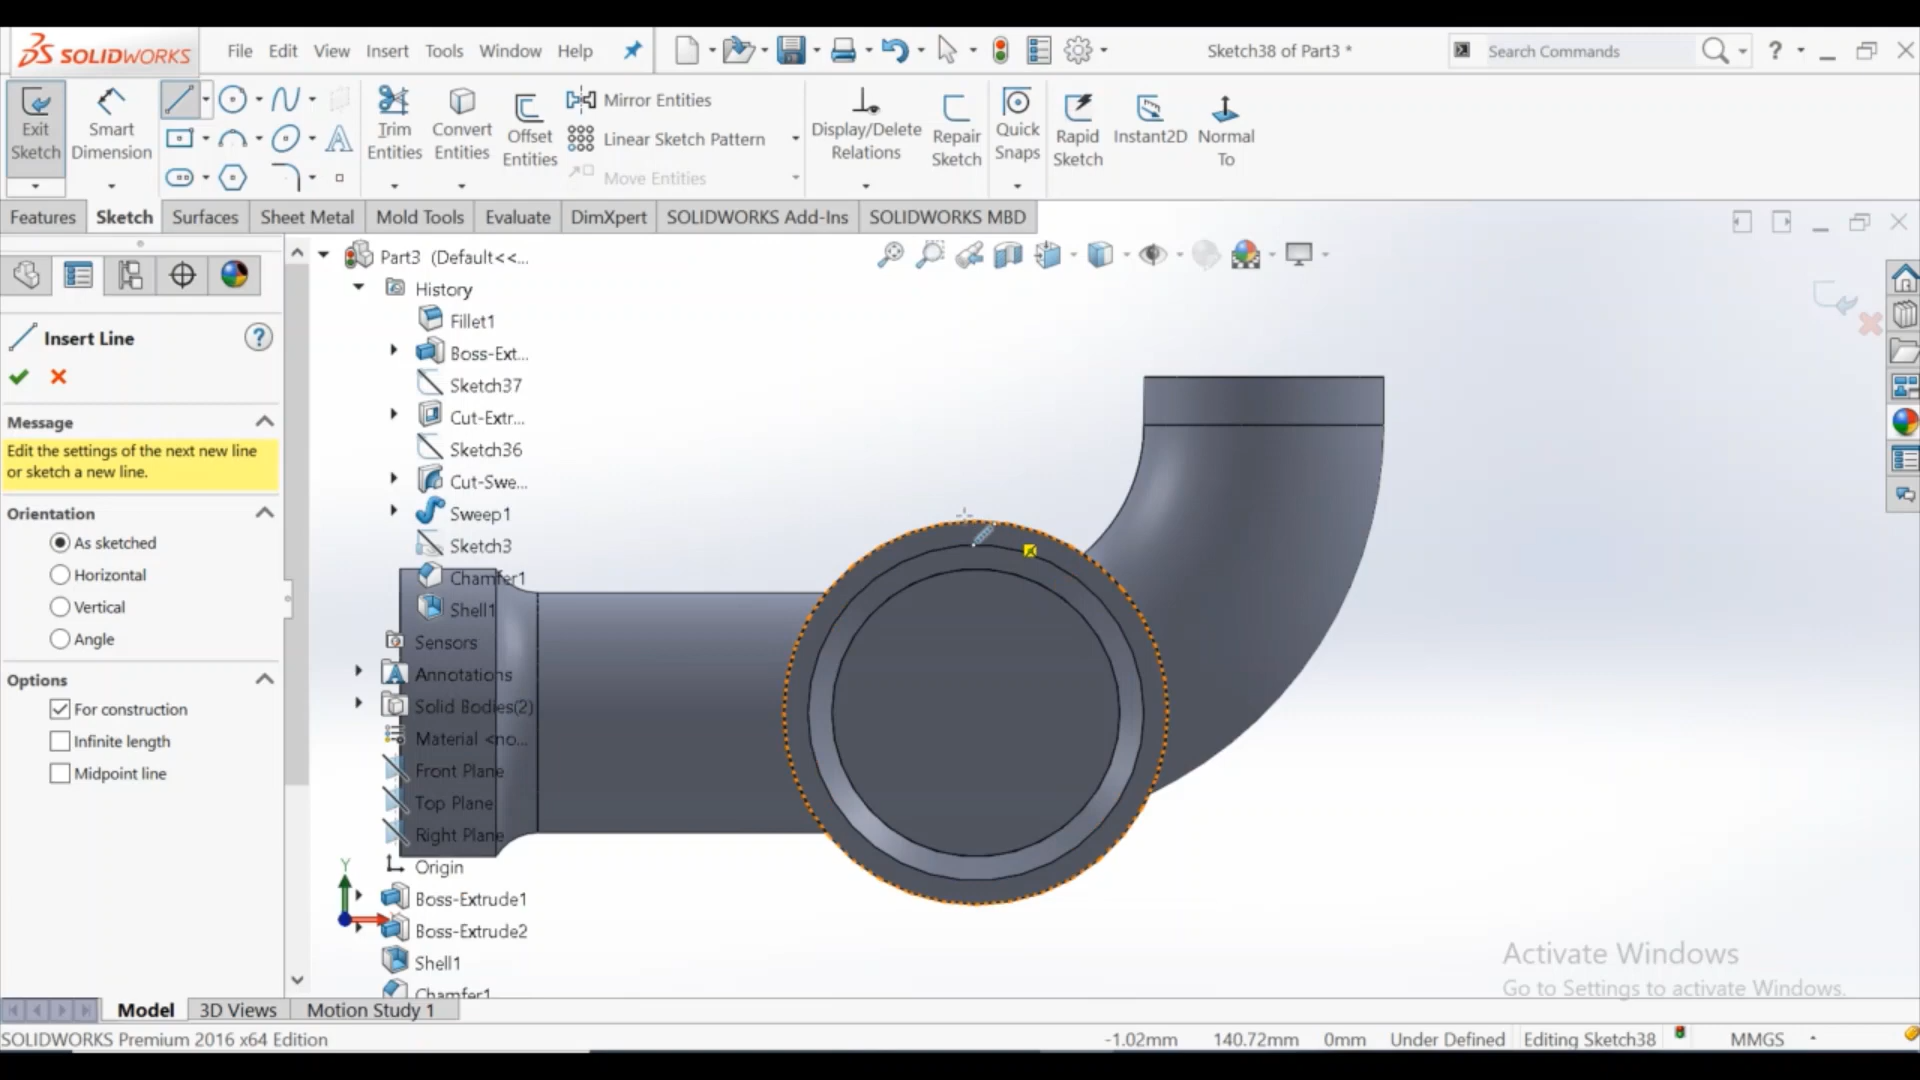 SOLIDWORKS File Edit View Insert Tools Window Help Sketch38 of Part3 * Search Commands ?
Exit Sketch
Smart Dimension
Trim Entities
Convert Entities
Offset Entities
Mirror Entities
Linear Sketch Pattern
Move Entities
Display/Delete Relations
Repair Sketch
Quick Snaps
Rapid Sketch
Instant2D
Normal To
Features Sketch Surfaces Sheet Metal Mold Tools Evaluate DimXpert SOLIDWORKS Add-Ins SOLIDWORKS MBD
Insert Line ?
Message
Edit the settings of the next new line
or sketch a new line.
Orientation
As sketched
Horizontal
Vertical
Angle
Options
For construction
Infinite length
Midpoint line
Part3 (Default<<...
History
Fillet1
Boss-Ext...
Sketch37
Cut-Extr...
Sketch36
Cut-Swe...
Sweep1
Sketch3
Chamfer1
Shell1
Sensors
Annotations
Solid Bodies(2)
Material <no...
Front Plane
Top Plane
Right Plane
Origin
Boss-Extrude1
Boss-Extrude2
Shell1
Chamfer1
Y
Activate Windows
Go to Settings to activate Windows.
Model 3D Views Motion Study 1
SOLIDWORKS Premium 2016 x64 Edition -1.02mm 140.72mm 0mm Under Defined Editing Sketch38 MMGS